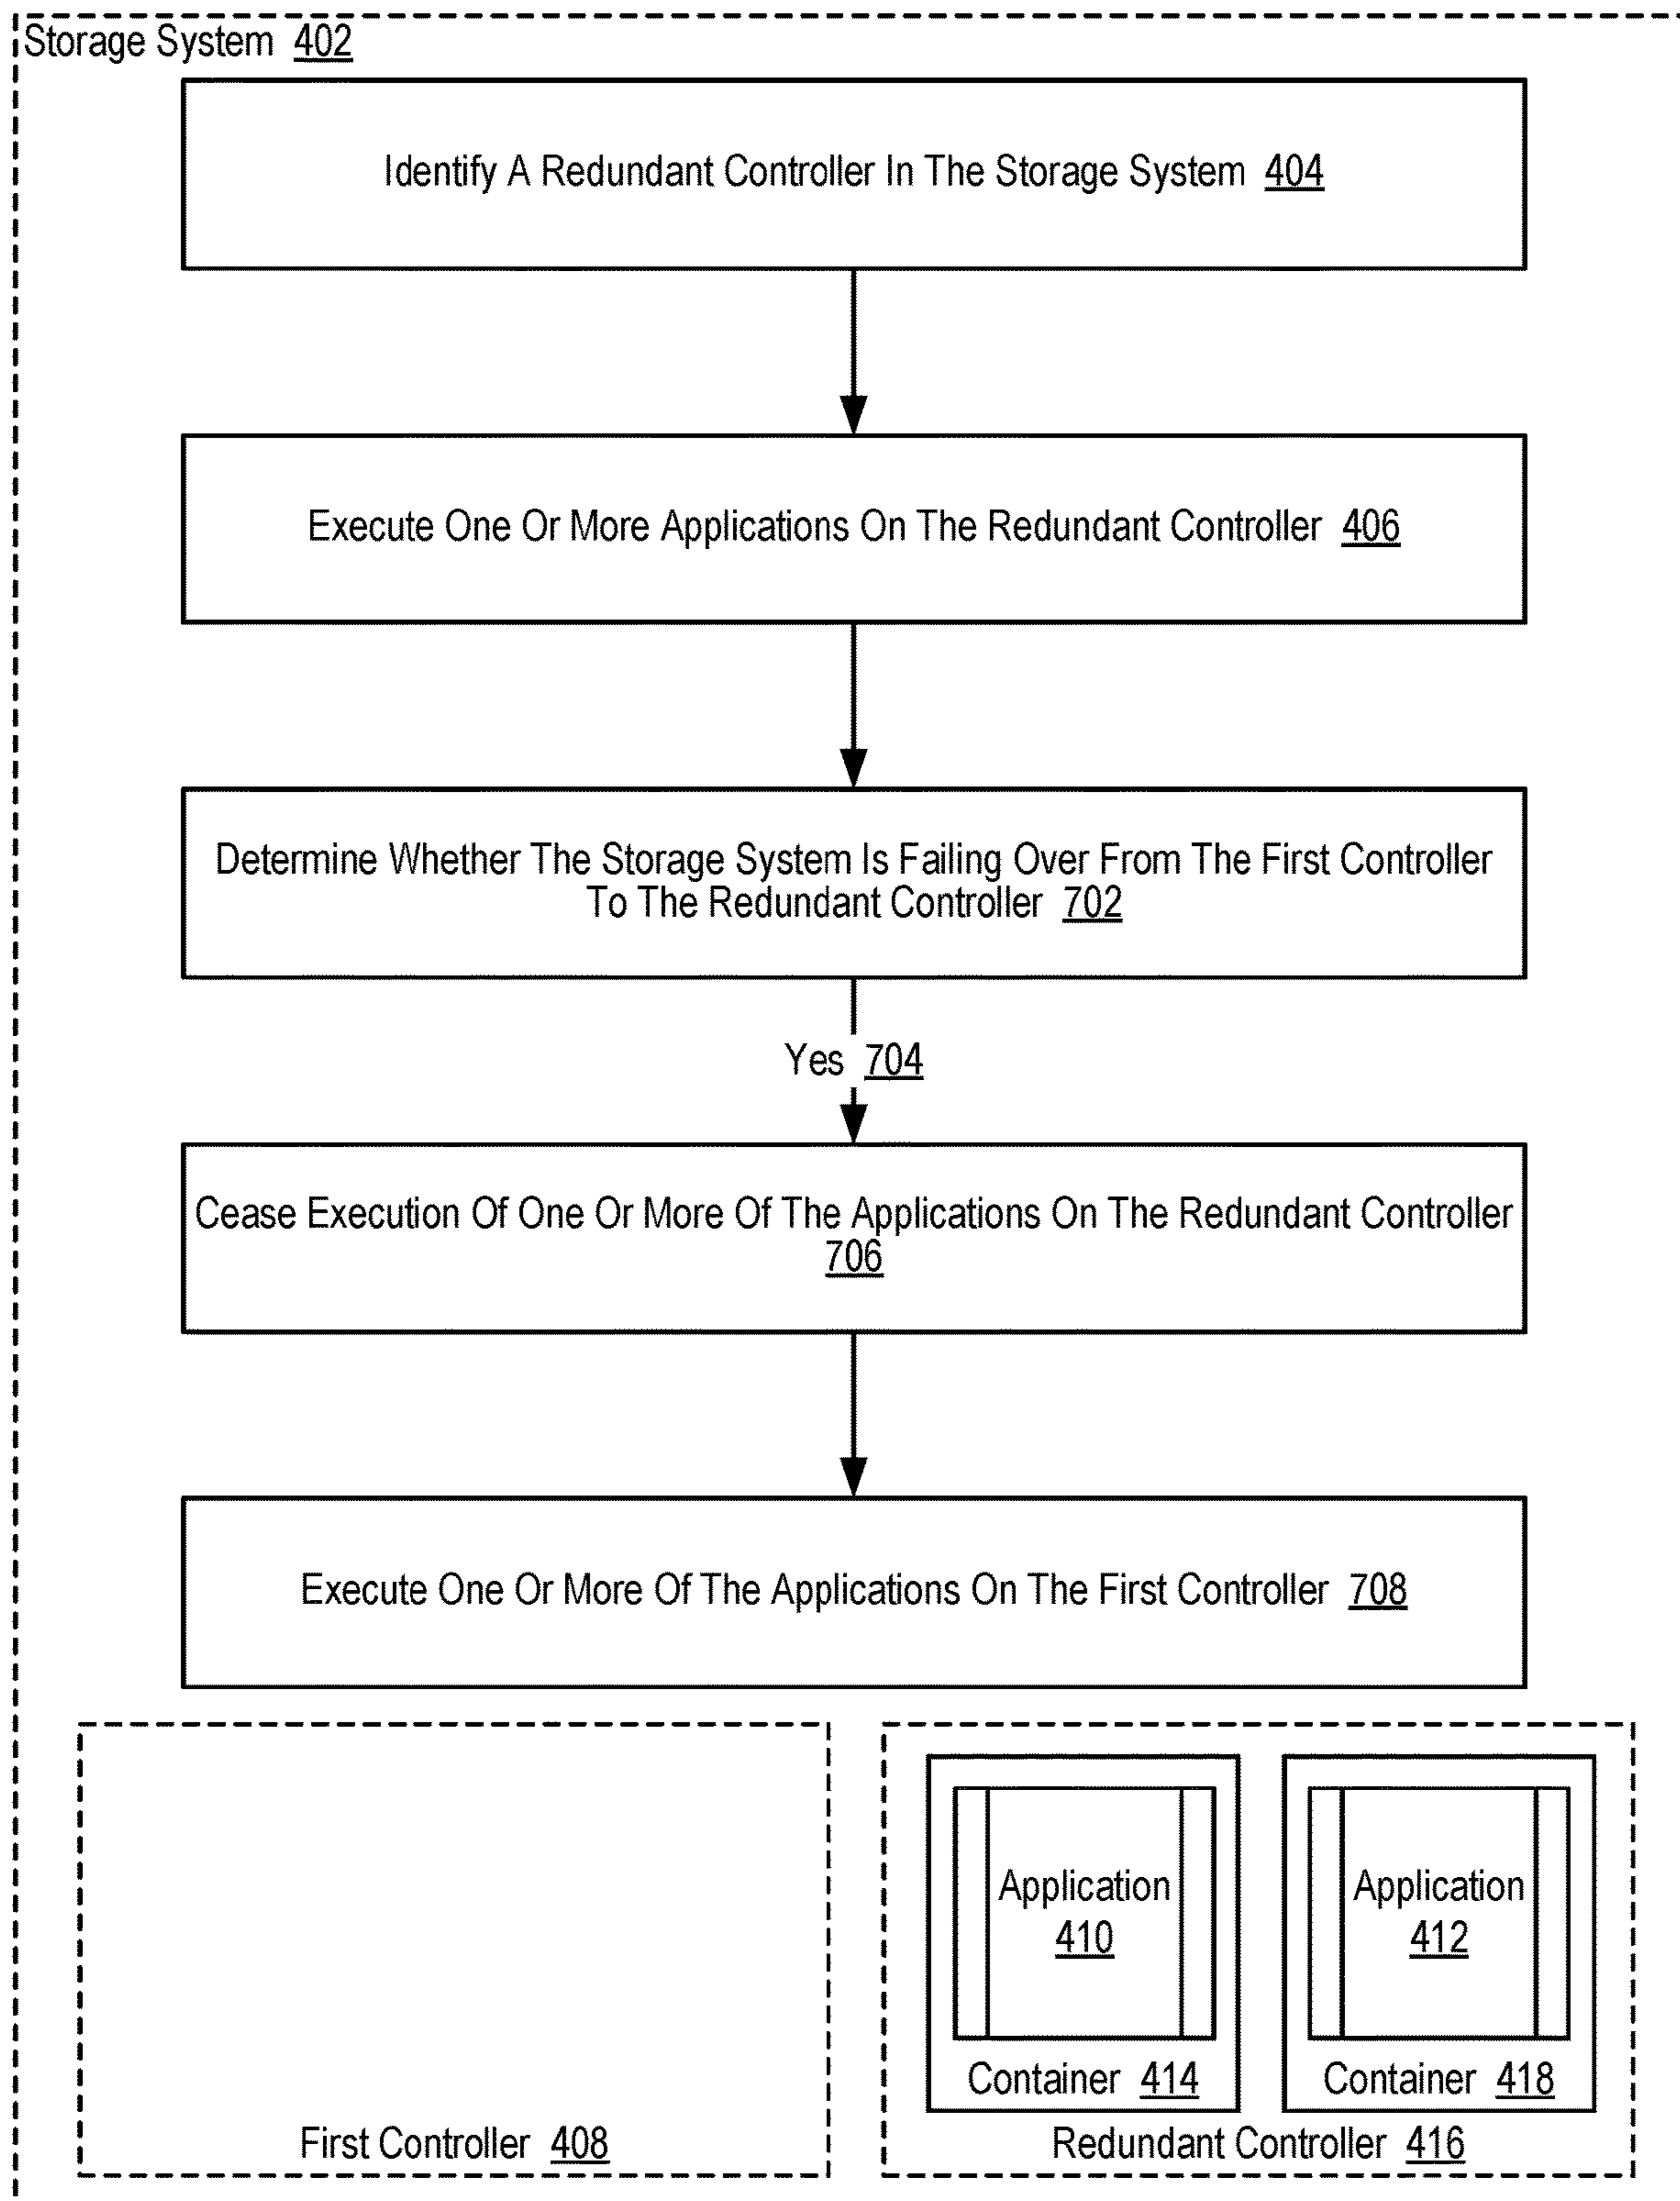 Storage System 402
Identify A Redundant Controller In The Storage System 404
Execute One Or More Applications On The Redundant Controller 406
Determine Whether The Storage System Is Failing Over From The First Controller
To The Redundant Controller 702
Yes 704
Cease Execution Of One Or More Of The Applications On The Redundant Controller
706
Execute One Or More Of The Applications On The First Controller 708
First Controller 408
Application
410
Container 414
Application
412
Container 418
Redundant Controller 416